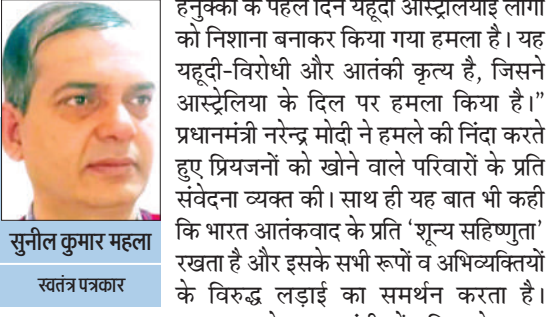 सुनील कुमार महला
स्वतंत्र पत्रकार
हनुक्का के पहले दिन यहूदी आस्ट्रेलियाई लोगों
को निशाना बनाकर किया गया हमला है। यह
यहूदी-विरोधी और आतंकी कृत्य है, जिसने
आस्ट्रेलिया के दिल पर हमला किया है।”
प्रधानमंत्री नरेन्द्र मोदी ने हमले की निंदा करते
हुए प्रियजनों को खोने वाले परिवारों के प्रति
संवेदना व्यक्त की। साथ ही यह बात भी कही
कि भारत आतंकवाद के प्रति ‘शून्य सहिष्णुता’
रखता है और इसके सभी रूपों व अभिव्यक्तियों
के विरुद्ध लड़ाई का समर्थन करता है।